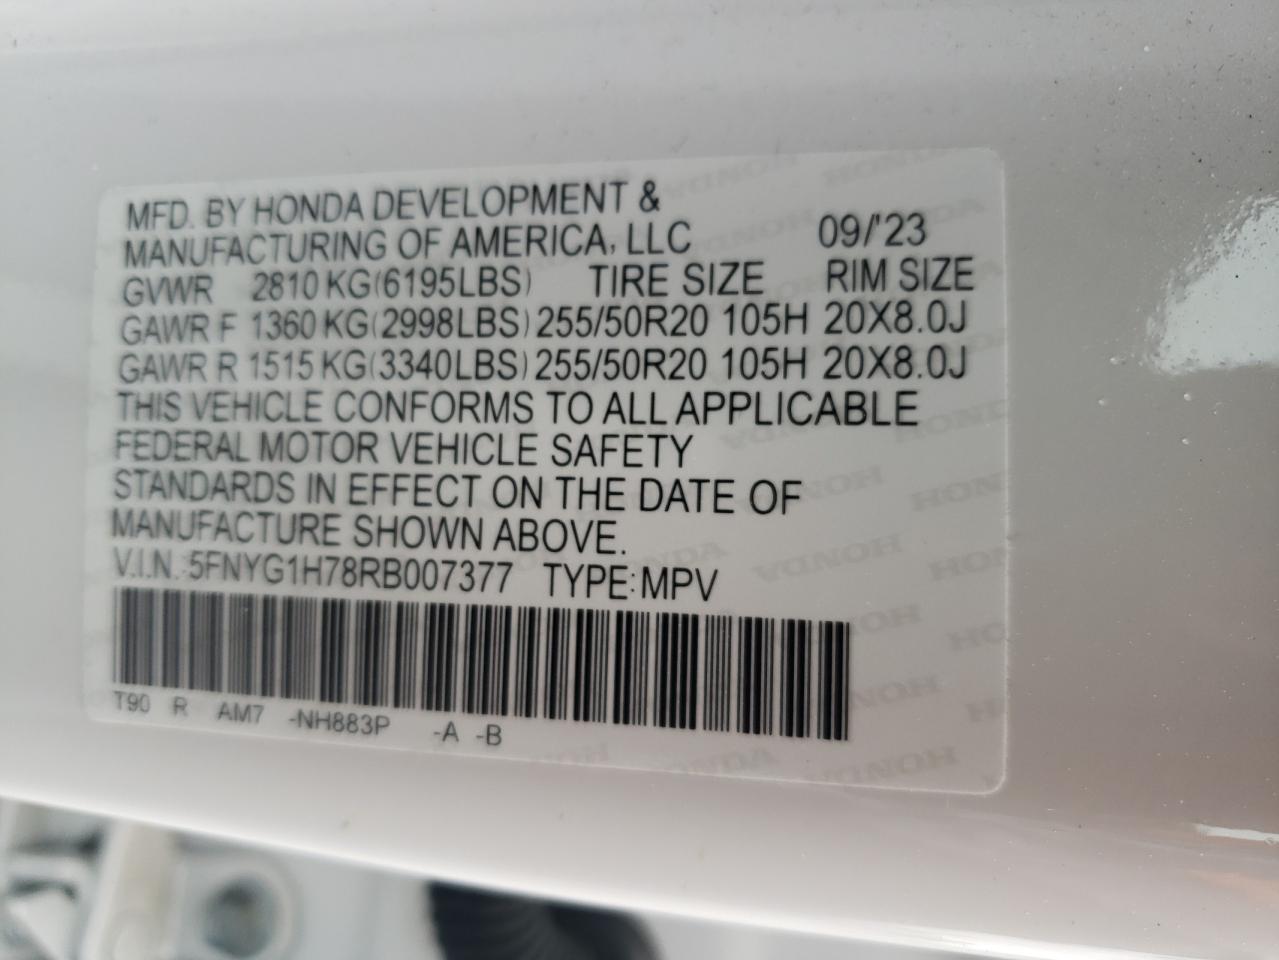 MFD. BY HONDA DEVELOPMENT &
MANUFACTURING OF AMERICA, LLC 09/'23
GVWR 2810 KG(6195LBS) TIRE SIZE RIM SIZE
GAWR F 1360 KG(2998LBS) 255/50R20 105H 20X8.0J
GAWR R 1515 KG(3340LBS) 255/50R20 105H 20X8.0J
THIS VEHICLE CONFORMS TO ALL APPLICABLE
FEDERAL MOTOR VEHICLE SAFETY
STANDARDS IN EFFECT ON THE DATE OF
MANUFACTURE SHOWN ABOVE.
V.I.N.:5FNYG1H78RB007377 TYPE:MPV
T90 R AM7 -NH883P -A -B